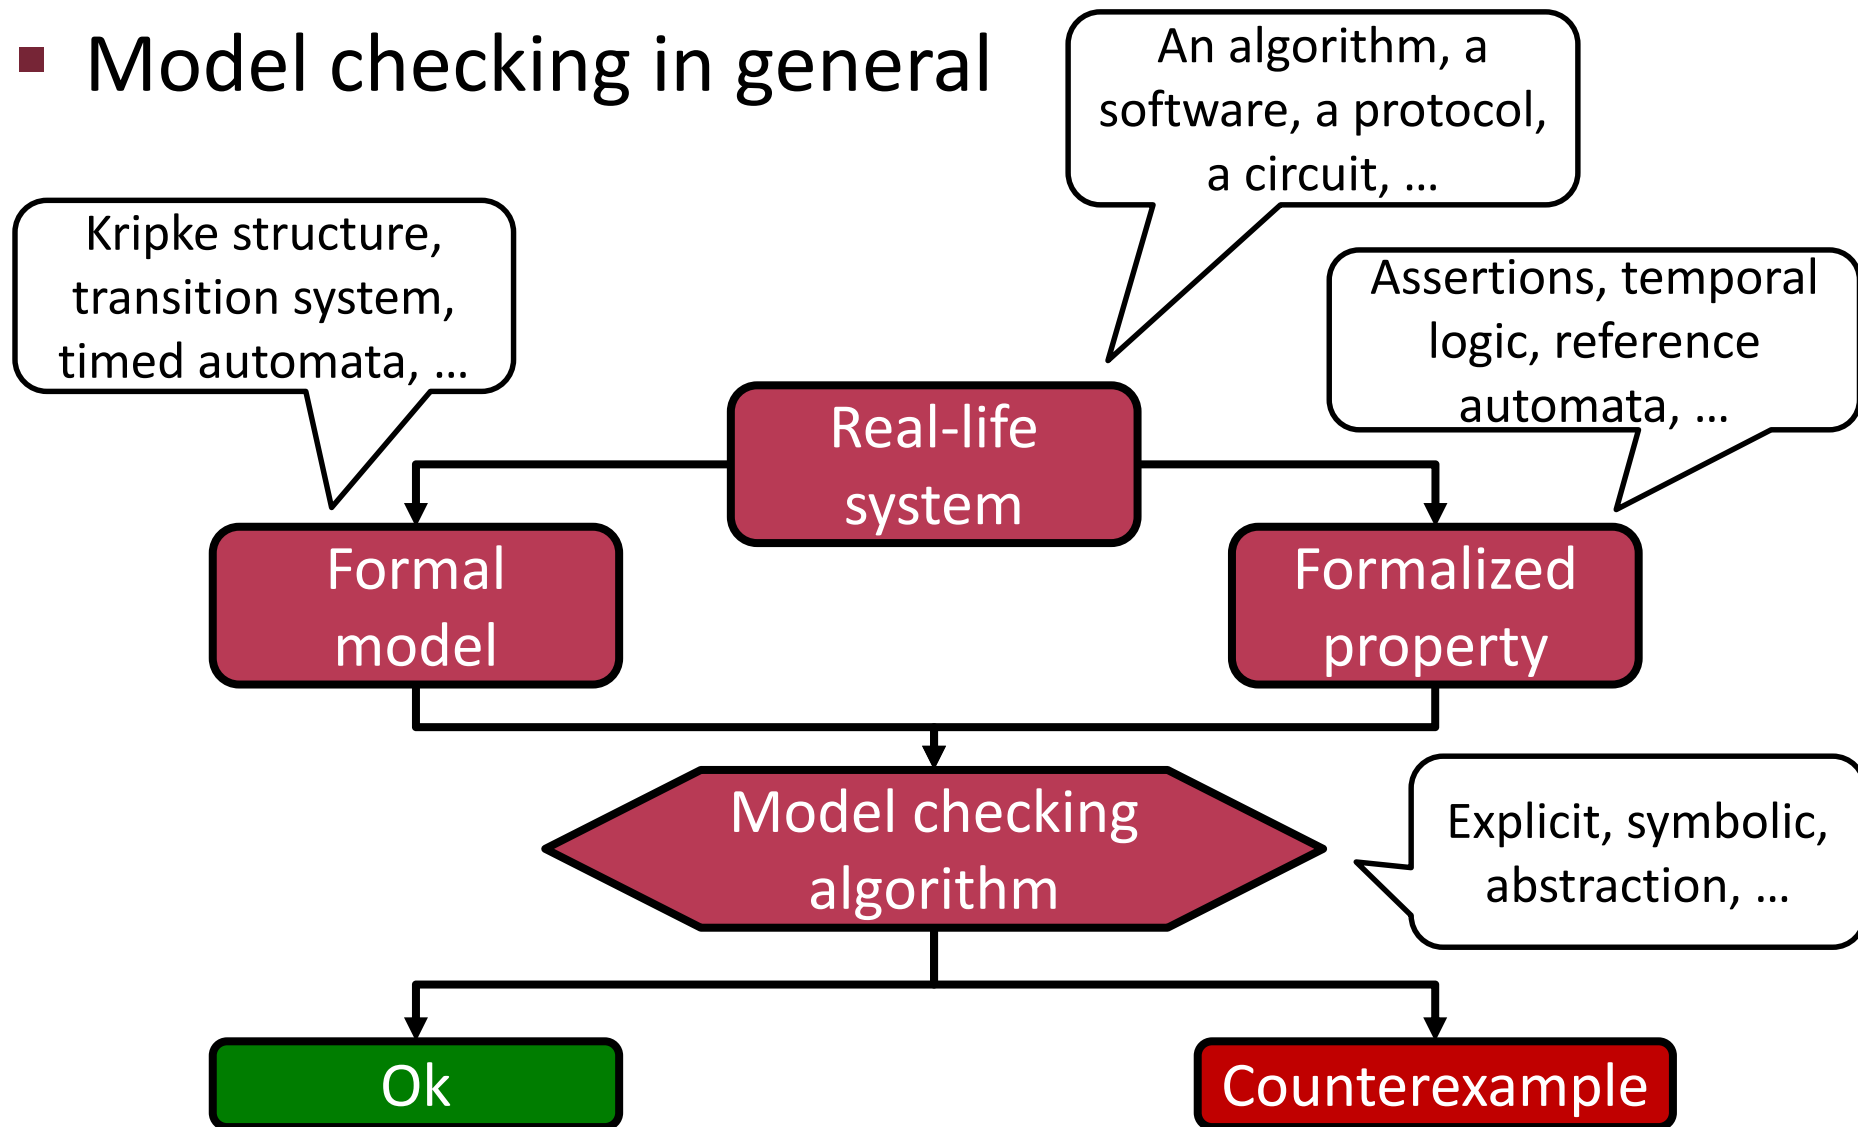 Model checking in general
An algorithm, a
software, a protocol,
a circuit, …
Kripke structure,
transition system,
timed automata, …
Assertions, temporal
logic, reference
automata, …
Real-life
system
Formal
model
Formalized
property
Model checking
algorithm
Explicit, symbolic,
abstraction, …
Ok
Counterexample